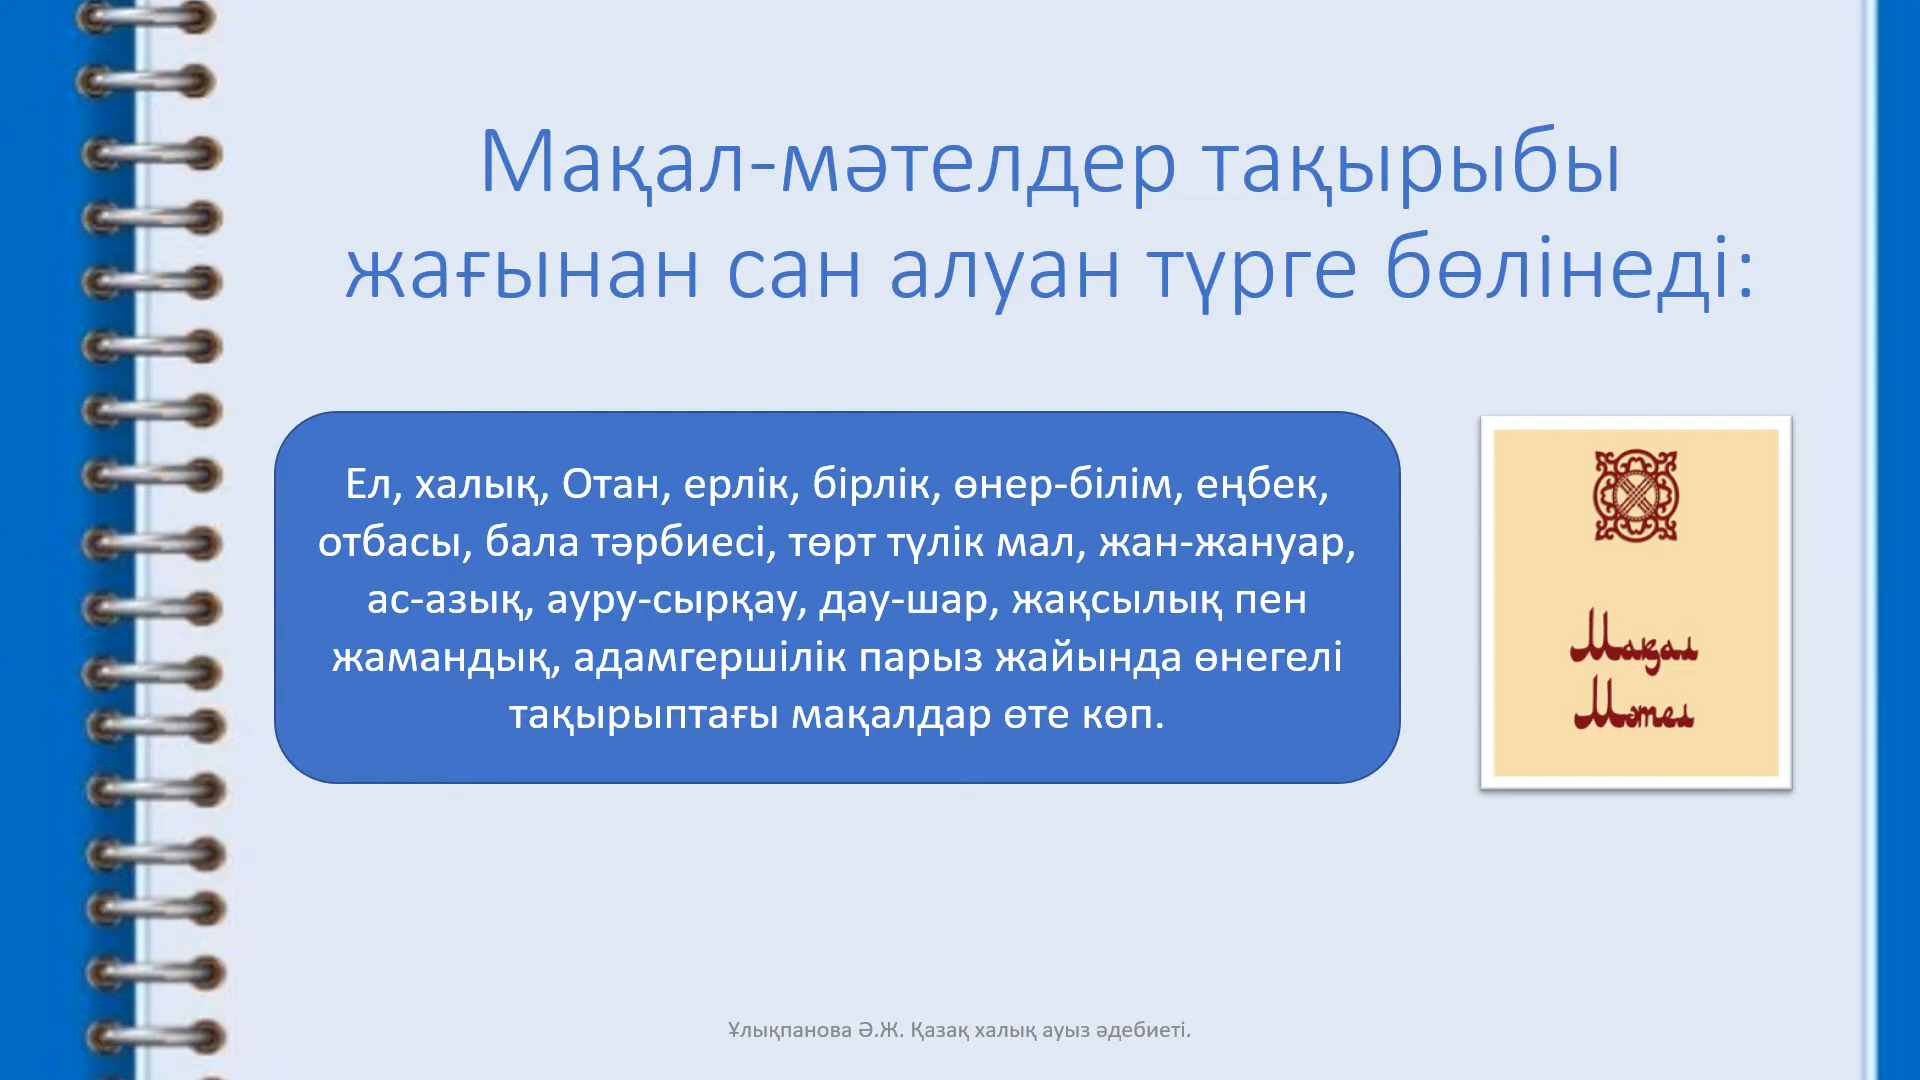 Мақал-мәтелдер тақырыбы
жағынан сан алуан түрге бөлінеді:
Ел, халық, Отан, ерлік, бірлік, өнер-білім, еңбек,
отбасы, бала тәрбиесі, төрт түлік мал, жан-жануар,
ас-азық, ауру-сырқау, дау-шар, жақсылық пен
жамандық, адамгершілік парыз жайында өнегелі
тақырыптағы мақалдар өте көп.
Мақал
Мәтел
Ұлықпанова Ә.Ж. Қазақ халық ауыз әдебиеті.